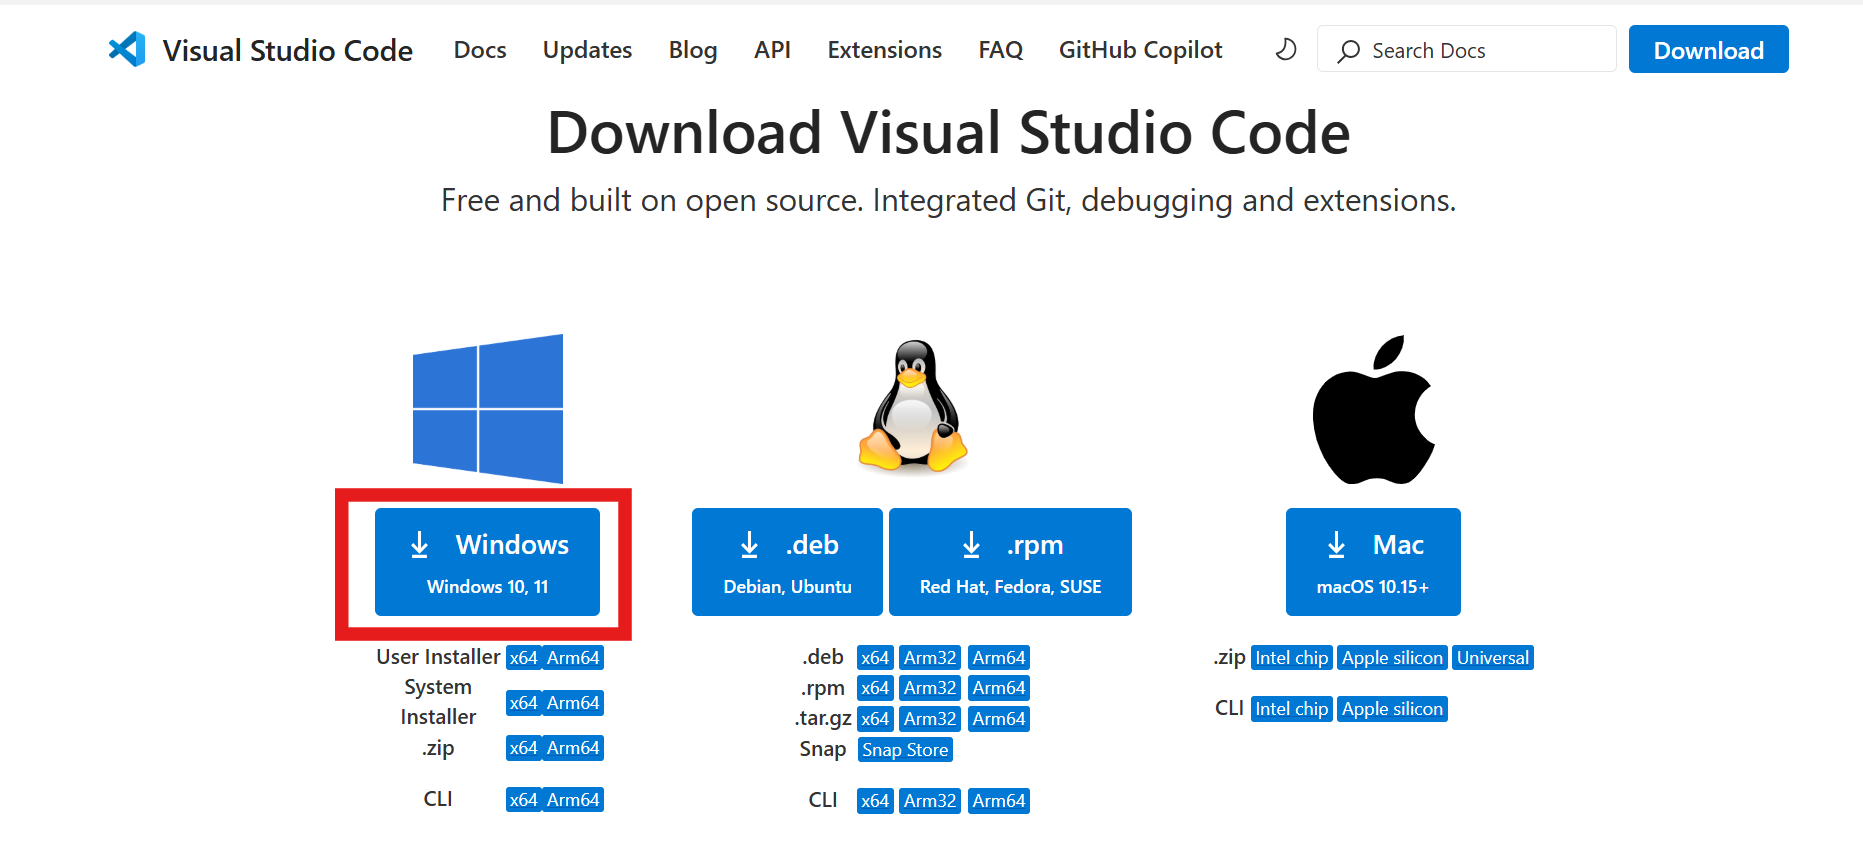 Visual Studio Code Docs Updates Blog API Extensions FAQ GitHub Copilot Search Docs Download
Download Visual Studio Code
Free and built on open source. Integrated Git, debugging and extensions.
Windows
Windows 10, 11
User Installer x64 Arm64
System
Installer x64 Arm64
.zip x64 Arm64
CLI x64 Arm64
.deb
Debian, Ubuntu
.rpm
Red Hat, Fedora, SUSE
.deb x64 Arm32 Arm64
.rpm x64 Arm32 Arm64
.tar.gz x64 Arm32 Arm64
Snap Snap Store
CLI x64 Arm32 Arm64
Mac
macOS 10.15+
.zip Intel chip Apple silicon Universal
CLI Intel chip Apple silicon